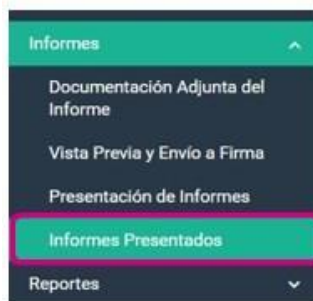 Informes
Documentación Adjunta del
Informe
Vista Previa y Envío a Firma
Presentación de Informes
Informes Presentados
Reportes